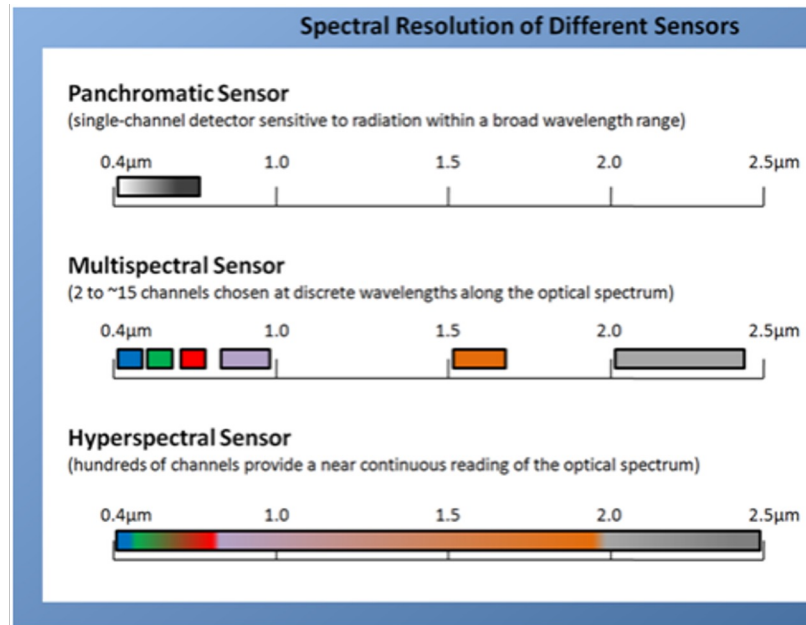 Spectral Resolution of Different Sensors
Panchromatic Sensor
(single-channel detector sensitive to radiation within a broad wavelength range)
0.4µm 1.0 1.5 2.0 2.5µm
Multispectral Sensor
(2 to ~15 channels chosen at discrete wavelengths along the optical spectrum)
0.4µm 1.0 1.5 2.0 2.5µm
Hyperspectral Sensor
(hundreds of channels provide a near continuous reading of the optical spectrum)
0.4µm 1.0 1.5 2.0 2.5µm